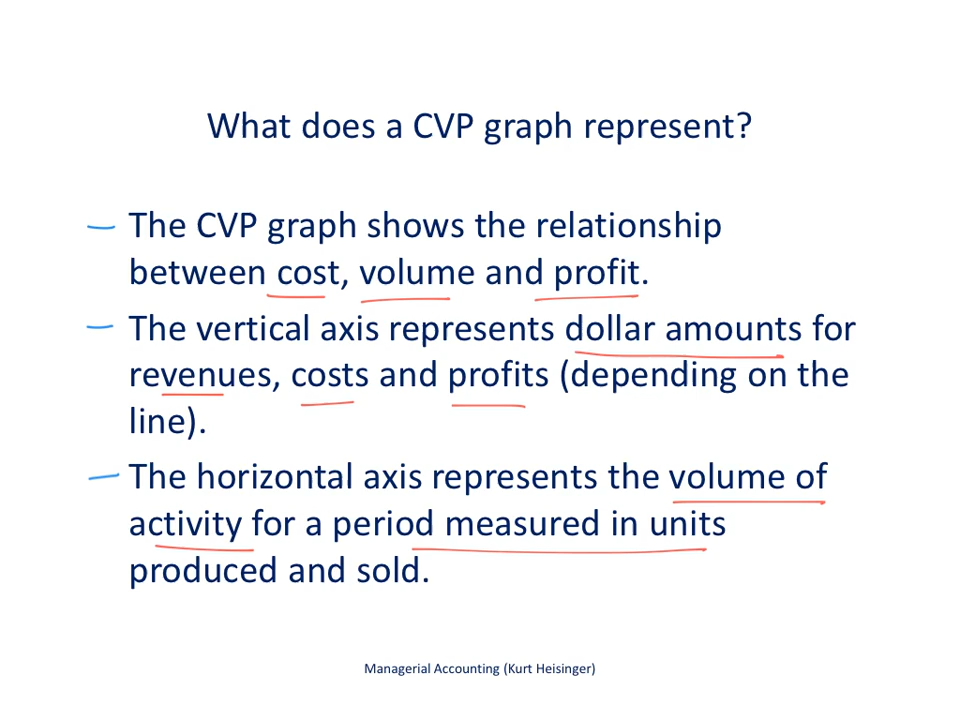 What does a CVP graph represent?
The CVP graph shows the relationship
between cost, volume and profit.
The vertical axis represents dollar amounts for
revenues, costs and profits (depending on the
line).
The horizontal axis represents the volume of
activity for a period measured in units
produced and sold.
Managerial Accounting (Kurt Heisinger)